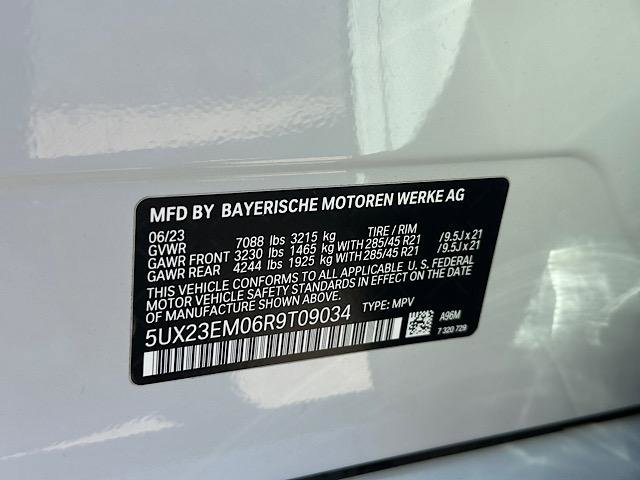 MFD BY BAYERISCHE MOTOREN WERKE AG
06/23
GVWR 7088 lbs 3215 kg TIRE / RIM
GAWR FRONT 3230 lbs 1465 kg WITH 285/45 R21 /9.5J x 21
GAWR REAR 4244 lbs 1925 kg WITH 285/45 R21 /9.5J x 21
THIS VEHICLE CONFORMS TO ALL APPLICABLE U.S. FEDERAL
MOTOR VEHICLE SAFETY STANDARDS IN EFFECT ON THE DATE
OF MANUFACTURE SHOWN ABOVE.
5UX23EM06R9T09034 TYPE: MPV
A96M
7 320 729